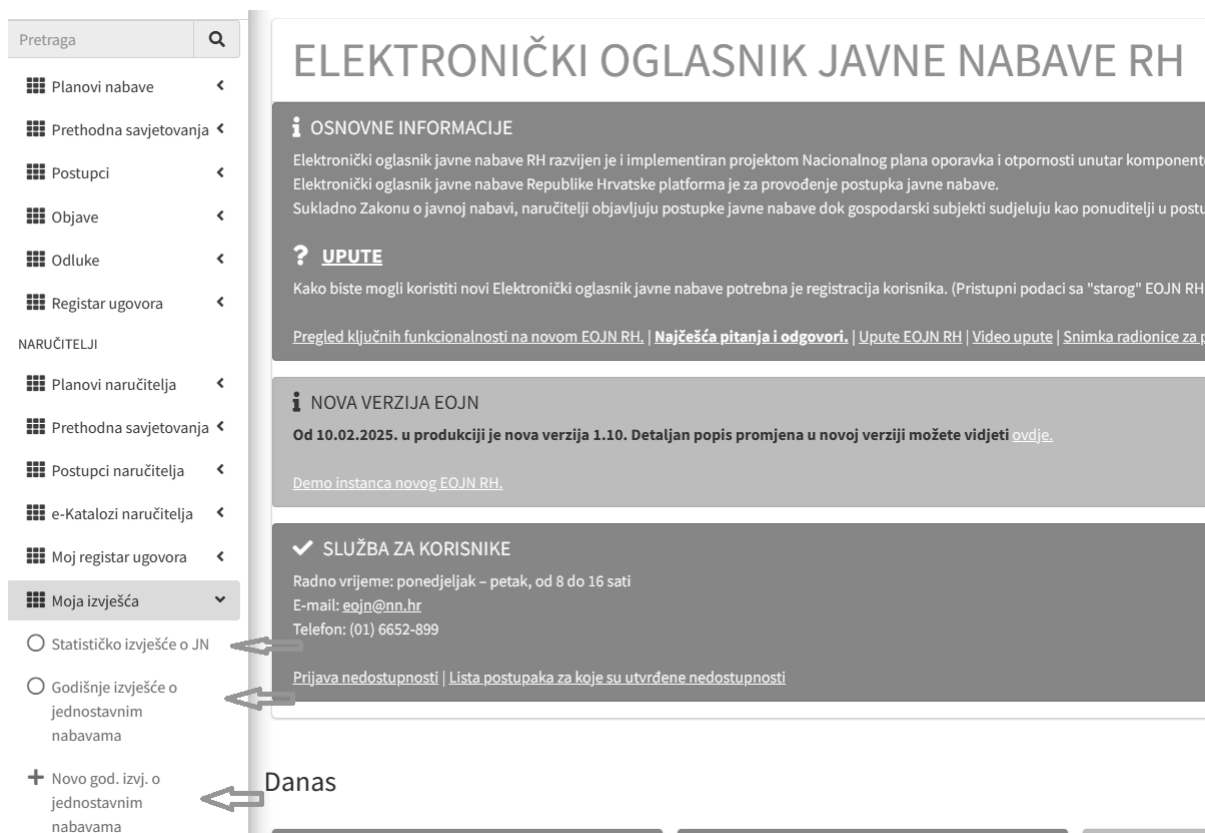 Pretraga
Planovi nabave
Prethodna savjetovanja
Postupci
Objave
Odluke
Registar ugovora
NARUČITELJI
Planovi naručitelja
Prethodna savjetovanja
Postupci naručitelja
e-Katalozi naručitelja
Moj registar ugovora
Moja izvješća
Statističko izvješće o JN
Godišnje izvješće o
jednostavnim
nabavama
Novo god. izvj. o
jednostavnim
nabavama
ELEKTRONIČKI OGLASNIK JAVNE NABAVE RH
OSNOVNE INFORMACIJE
Elektronički oglasnik javne nabave RH razvijen je i implementiran projektom Nacionalnog plana oporavka i otpornosti unutar komponent
Elektronički oglasnik javne nabave Republike Hrvatske platforma je za provođenje postupka javne nabave.
Sukladno Zakonu o javnoj nabavi, naručitelji objavljuju postupke javne nabave dok gospodarski subjekti sudjeluju kao ponuditelji u postu
? UPUTE
Kako biste mogli koristiti novi Elektronički oglasnik javne nabave potrebna je registracija korisnika. (Pristupni podaci sa "starog" EOJN RH
Pregled ključnih funkcionalnosti na novom EOJN RH. | Najčešća pitanja i odgovori. | Upute EOJN RH | Video upute | Snimka radionice za p
NOVA VERZIJA EOJN
Od 10.02.2025. u produkciji je nova verzija 1.10. Detaljan popis promjena u novoj verziji možete vidjeti ovdje.
Demo instanca novog EOJN RH.
SLUŽBA ZA KORISNIKE
Radno vrijeme: ponedjeljak – petak, od 8 do 16 sati
E-mail: eojn@nn.hr
Telefon: (01) 6652-899
Prijava nedostupnosti | Lista postupaka za koje su utvrđene nedostupnosti
Danas